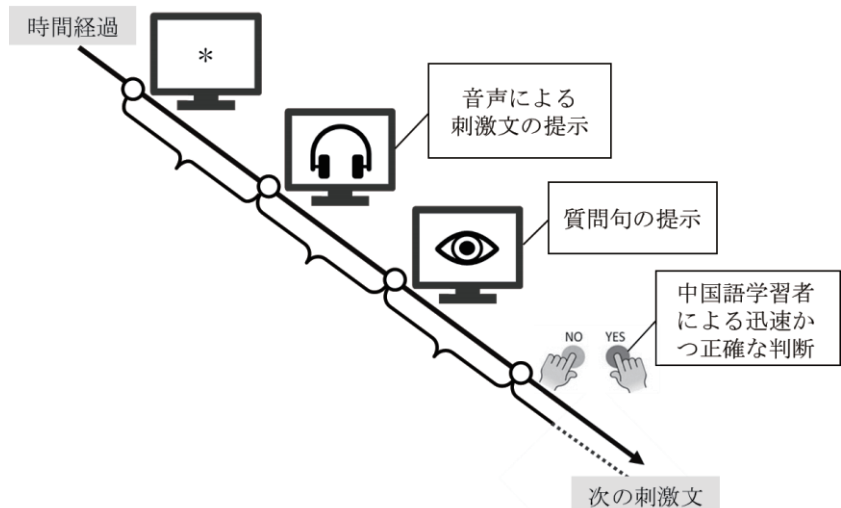 時間経過
*
音声による
刺激文の提示
質問句の提示
中国語学習者
による迅速か
つ正確な判断
NO YES
次の刺激文